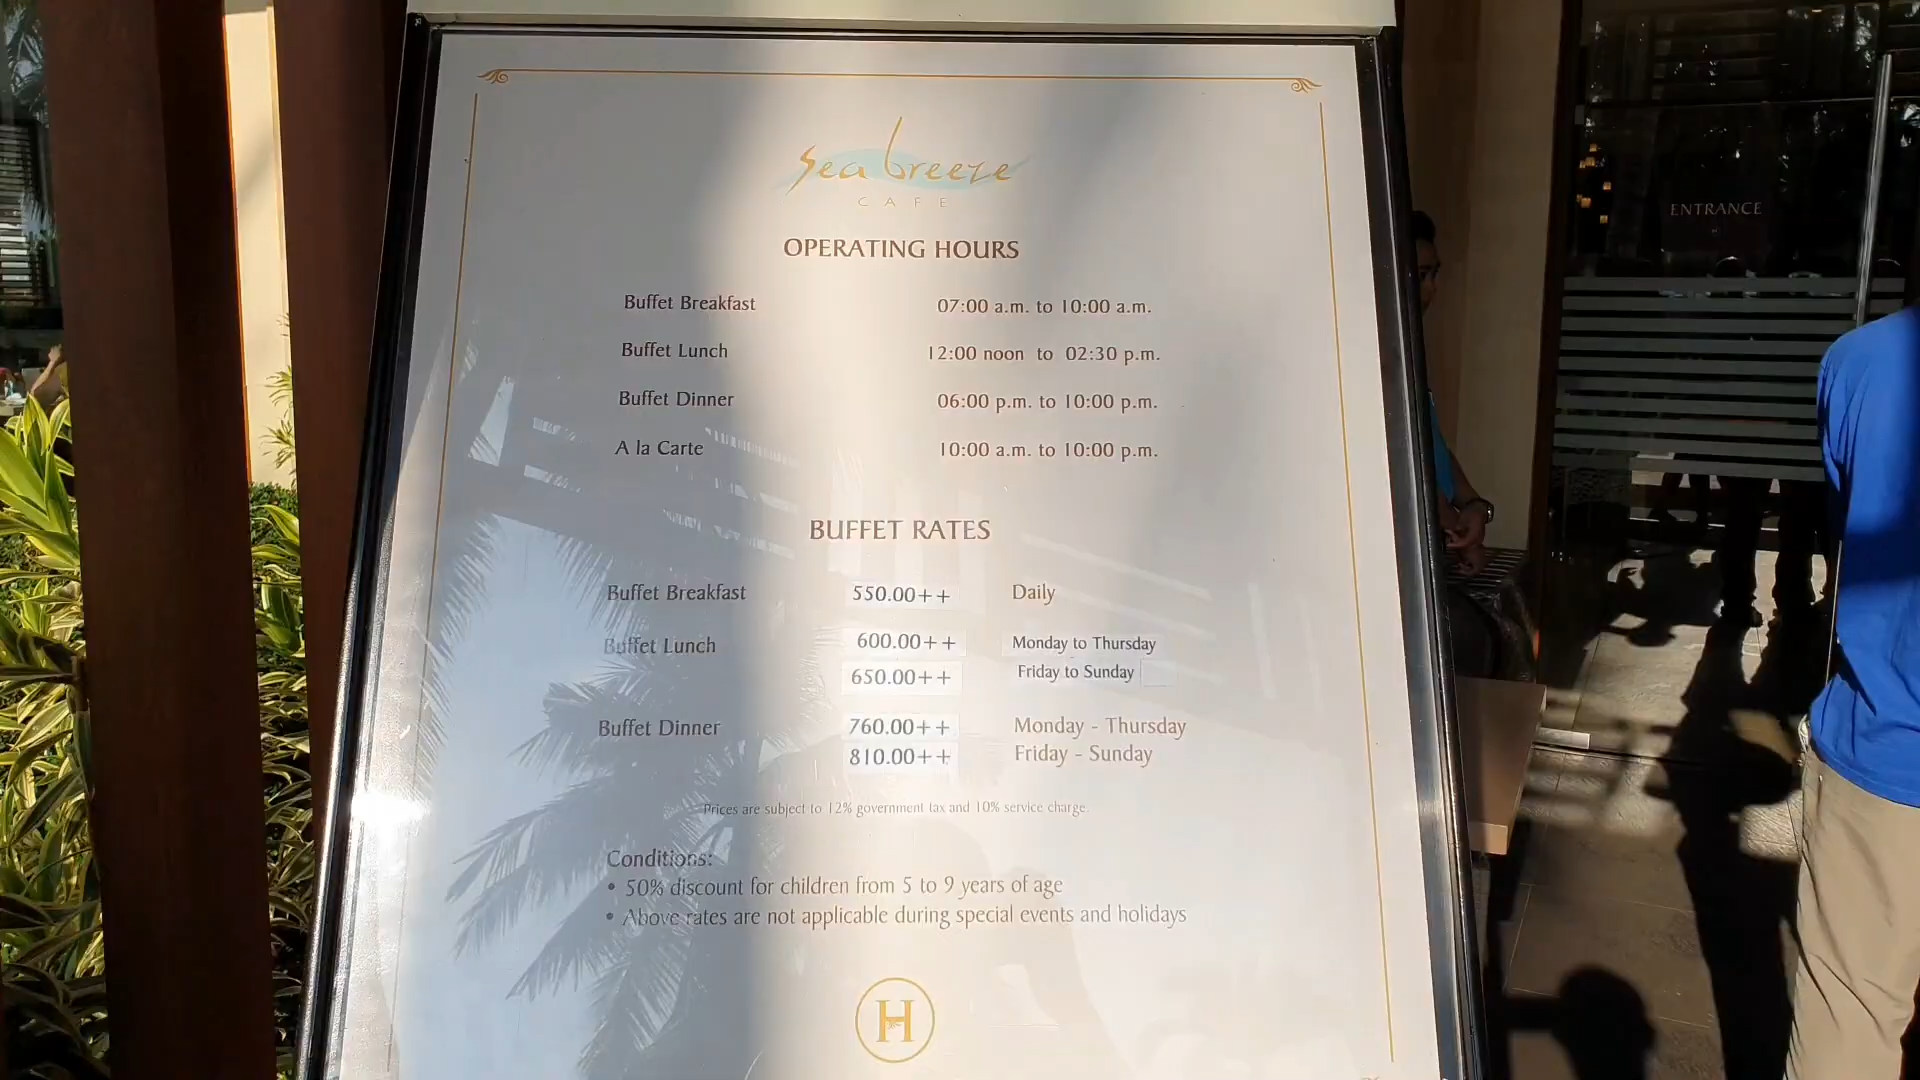 sea breeze
CAFE
OPERATING HOURS
Buffet Breakfast 07:00 a.m. to 10:00 a.m.
Buffet Lunch 12:00 noon to 02:30 p.m.
Buffet Dinner 06:00 p.m. to 10:00 p.m.
A la Carte 10:00 a.m. to 10:00 p.m.
BUFFET RATES
Buffet Breakfast 550.00++ Daily
Buffet Lunch 600.00++ Monday to Thursday
650.00++ Friday to Sunday
Buffet Dinner 760.00++ Monday - Thursday
810.00++ Friday - Sunday
Prices are subject to 12% government tax and 10% service charge.
Conditions:
• 50% discount for children from 5 to 9 years of age
• Above rates are not applicable during special events and holidays
H
ENTRANCE